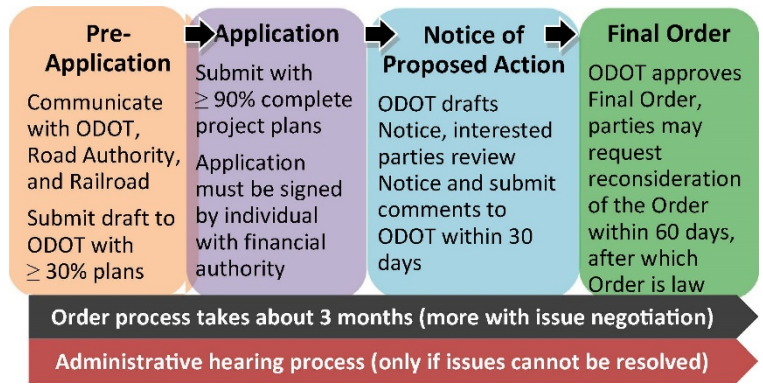 Pre-
Application
Communicate
with ODOT,
Road Authority,
and Railroad
Submit draft to
ODOT with
≥ 30% plans
Application
Submit with
≥ 90% complete
project plans
Application
must be signed
by individual
with financial
authority
Notice of
Proposed Action
ODOT drafts
Notice, interested
parties review
Notice and submit
comments to
ODOT within 30
days
Final Order
ODOT approves
Final Order,
parties may
request
reconsideration
of the Order
within 60 days,
after which
Order is law
Order process takes about 3 months (more with issue negotiation)
Administrative hearing process (only if issues cannot be resolved)